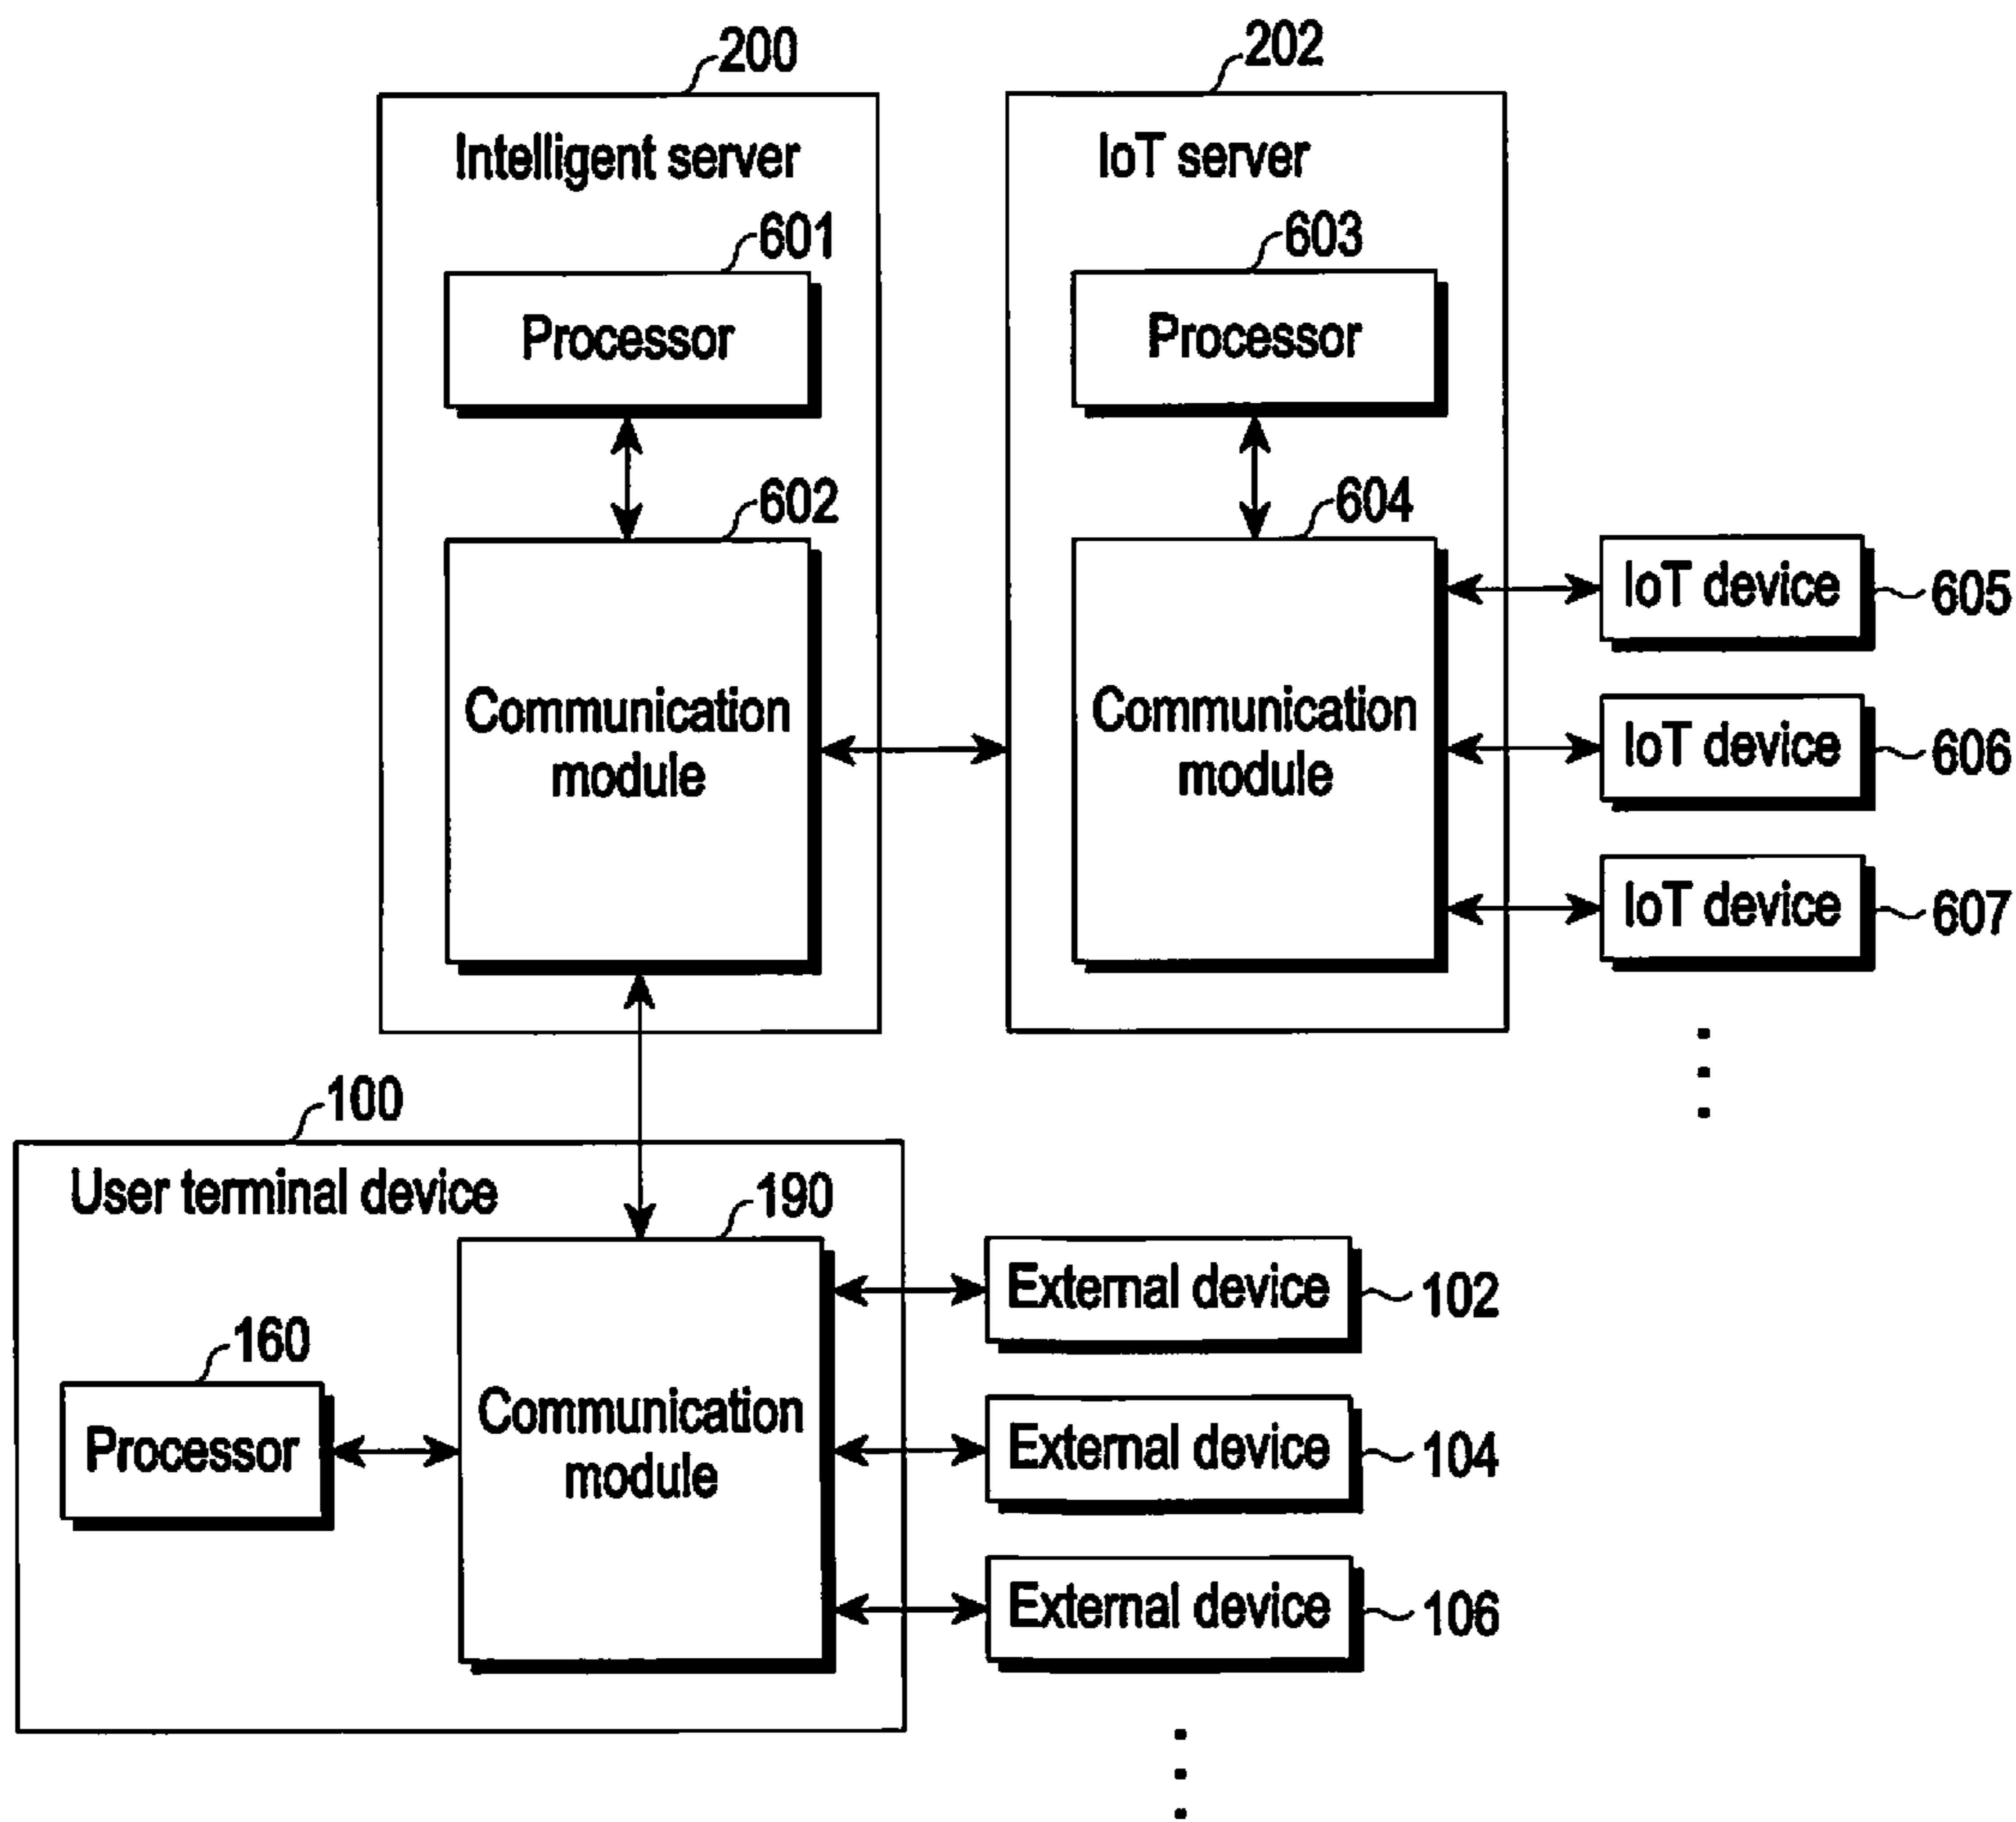 200
202
Intelligent server
IoT server
601
603
Processor
Processor
602
604
Communication
module
Communication
module
IoT device
605
IoT device
606
IoT device
607
100
User terminal device
190
160
Processor
Communication
module
External device
102
External device
104
External device
106